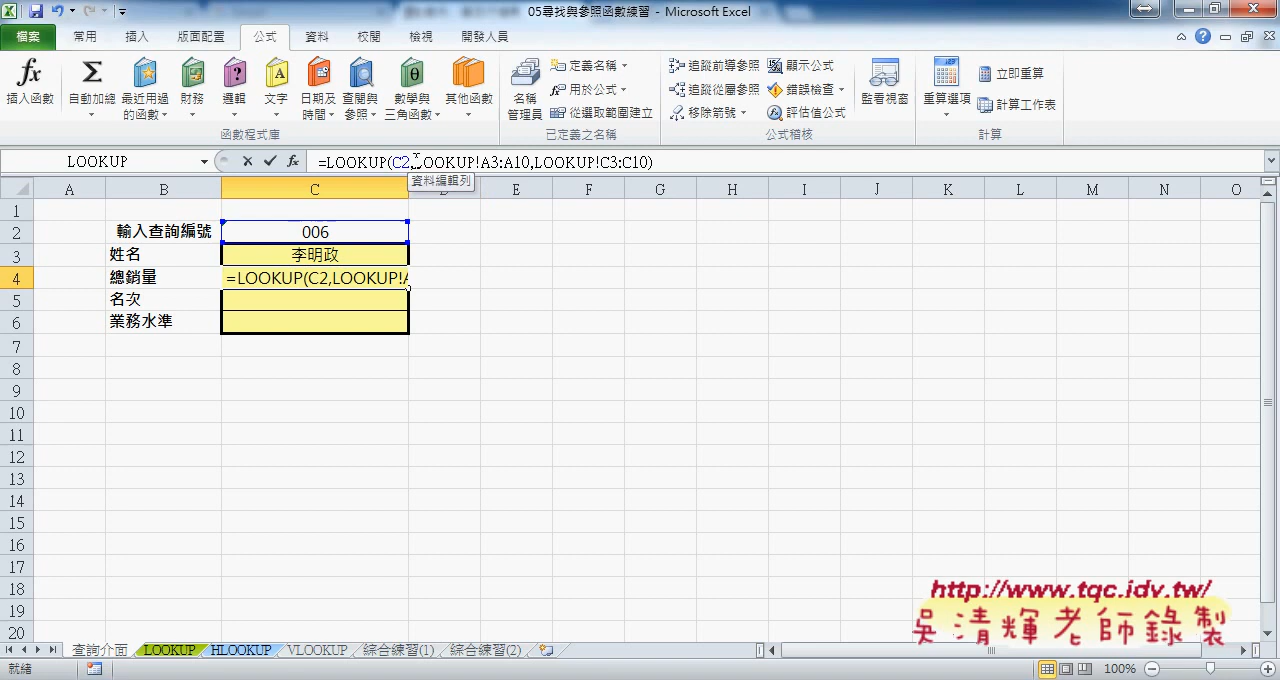 05尋找與參照函數練習 - Microsoft Excel
檔案 常用 插入 版面配置 公式 資料 校閱 檢視 開發人員
fx 插入函數
Σ 自動加總
最近用過的函數
財務
? 邏輯
A 文字
日期及時間
查閱與參照
θ 數學與三角函數
其他函數
名稱管理員
定義名稱
用於公式
從選取範圍建立
追蹤前導參照
追蹤從屬參照
移除箭號
顯示公式
錯誤檢查
評估值公式
監看視窗
重算選項
立即重算
計算工作表
函數程式庫 已定義之名稱 公式稽核 計算
LOOKUP fx =LOOKUP(C2,LOOKUP!A3:A10,LOOKUP!C3:C10)
資料編輯列
A B C E F G H I J K L M N O
1
2 輸入查詢編號 006
3 姓名 李明政
4 總銷量 =LOOKUP(C2,LOOKUP!A
5 名次
6 業務水準
7
8
9
10
11
12
13
14
15
16
17
18
19
20
http://www.tqc.idv.tw/
吳清輝老師錄製
查詢介面 LOOKUP HLOOKUP VLOOKUP 綜合練習(1) 綜合練習(2)
就緒 100%